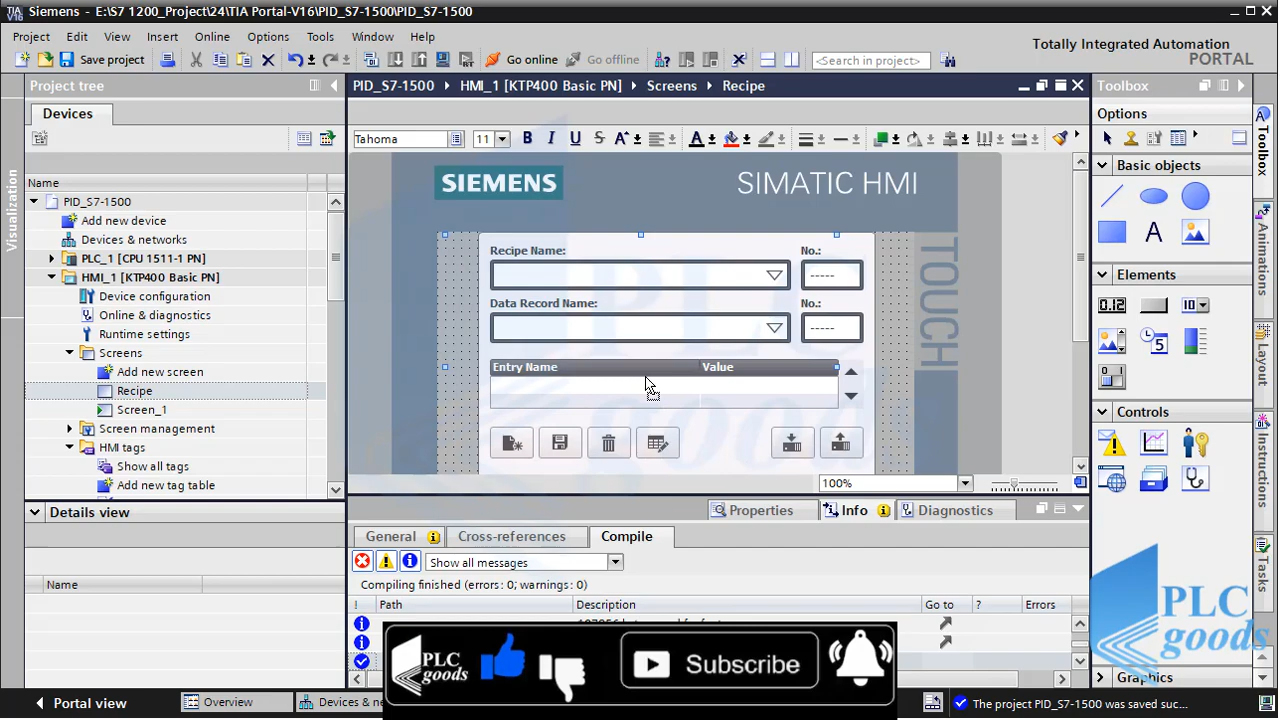 Siemens - E:\S7 1200_Project\24\TIA Portal-V16\PID_S7-1500\PID_S7-1500
Project Edit View Insert Online Options Tools Window Help
Totally Integrated Automation
PORTAL
Save project
Go online
Go offline
<Search in project>
Project tree
PID_S7-1500 HMI_1 [KTP400 Basic PN] Screens Recipe
Toolbox
Devices
Options
Tahoma
11
B I U S A
Name
Basic objects
PID_S7-1500
Add new device
Devices & networks
PLC_1 [CPU 1511-1 PN]
HMI_1 [KTP400 Basic PN]
Device configuration
Online & diagnostics
Runtime settings
Screens
Add new screen
Recipe
Screen_1
Screen management
HMI tags
Show all tags
Add new tag table
Details view
Name
SIEMENS
SIMATIC HMI
TOUCH
Recipe Name:
No.:
-----
Data Record Name:
No.:
-----
Entry Name
Value
100%
Elements
0.12
10
5
Controls
Graphics
Visualization
Toolbox
Animations
Layout
Instructions
Tasks
Properties
Info
Diagnostics
General
Cross-references
Compile
Show all messages
Compiling finished (errors: 0; warnings: 0)
! Path Description Go to ? Errors
PLC
goods
Subscribe
PLC
goods
Portal view
Overview
Devices & ne
The project PID_S7-1500 was saved suc...